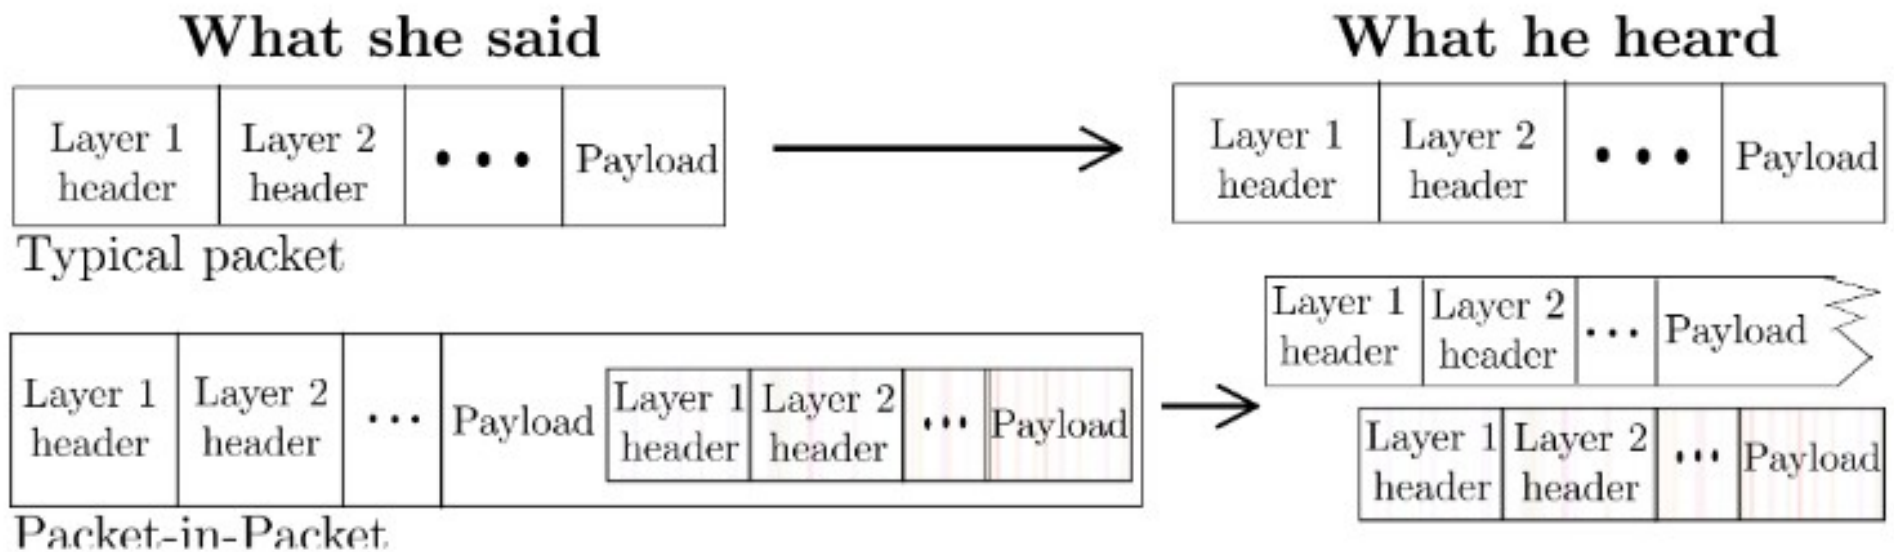 What she said
What he heard
Layer 1 header
Layer 2 header
• • •
Payload
Layer 1 header
Layer 2 header
• • •
Payload
Typical packet
Layer 1 header
Layer 2 header
...
Payload
Layer 1 header
Layer 2 header
...
Payload
Layer 1 header
Layer 2 header
...
Payload
Layer 1 header
Layer 2 header
...
Payload
Packet-in-Packet